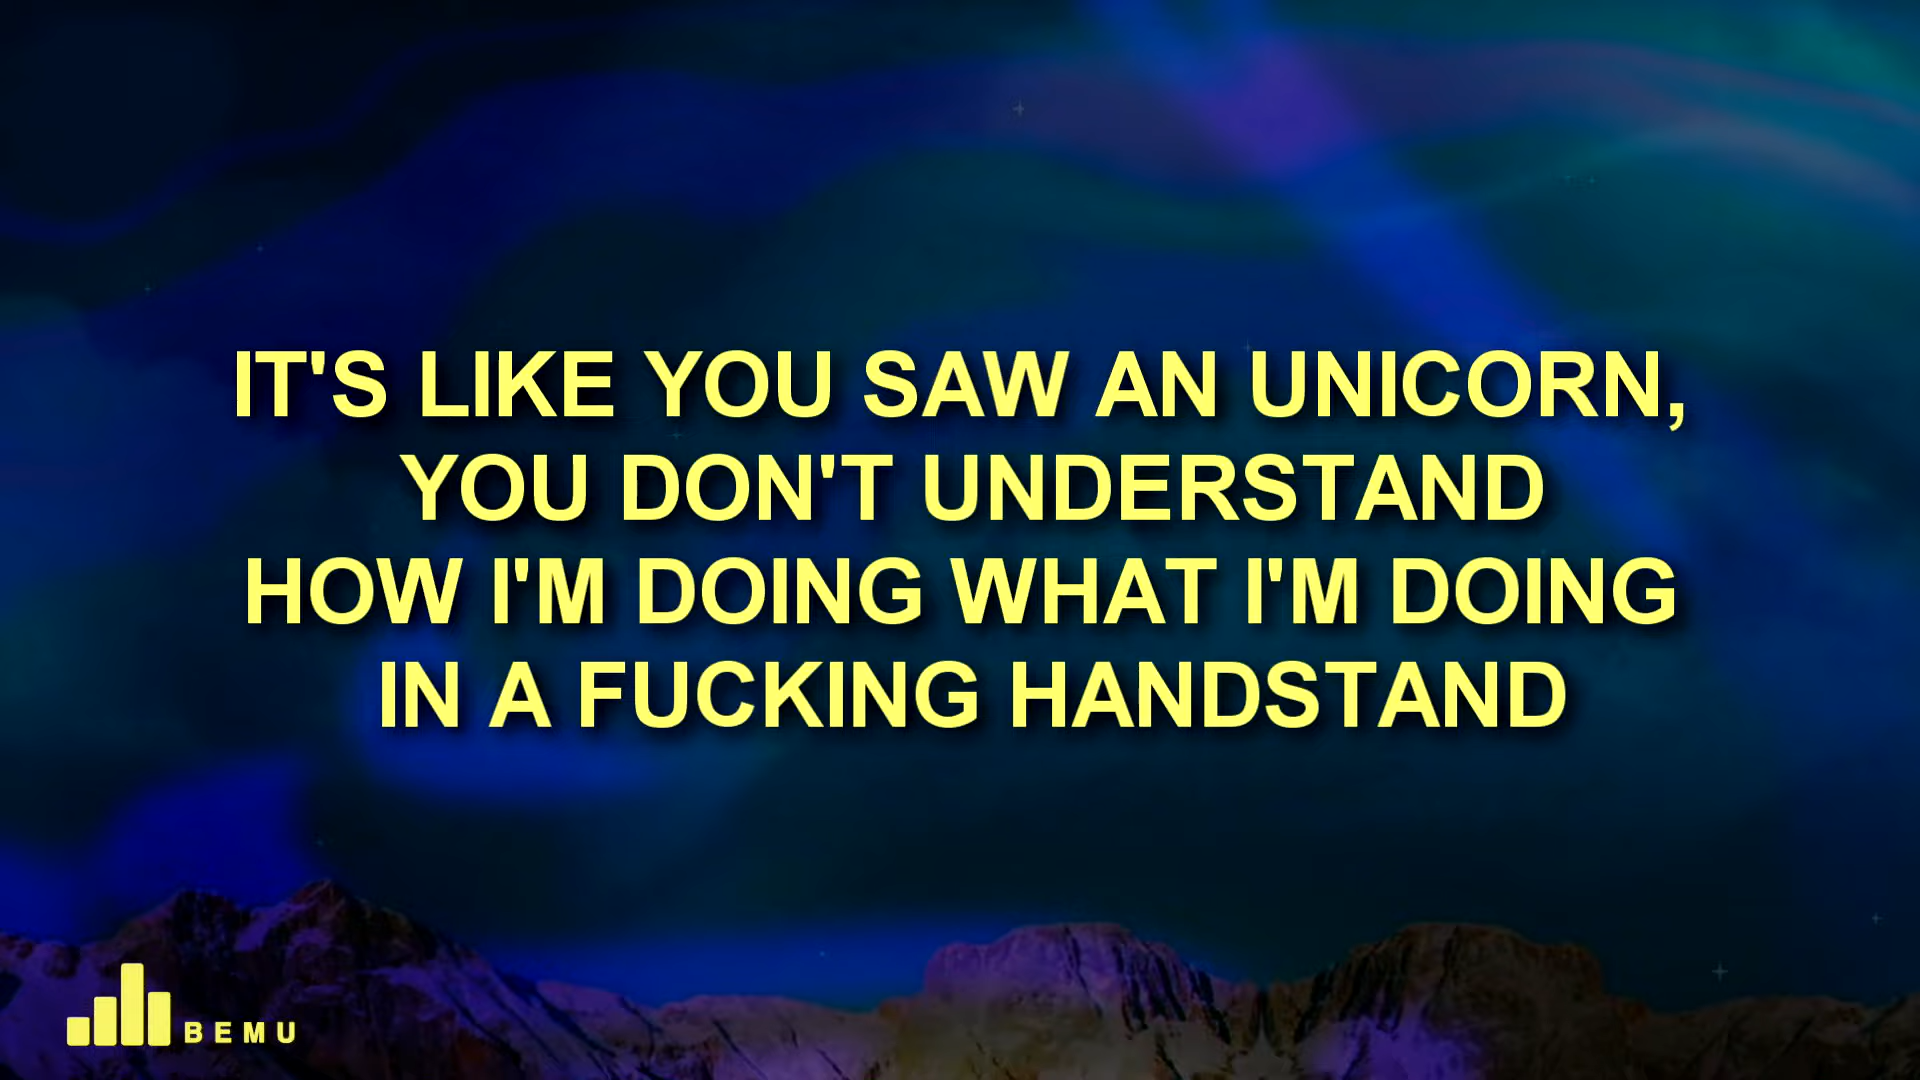 IT'S LIKE YOU SAW AN UNICORN,
YOU DON'T UNDERSTAND
HOW I'M DOING WHAT I'M DOING
IN A FUCKING HANDSTAND
BEMU